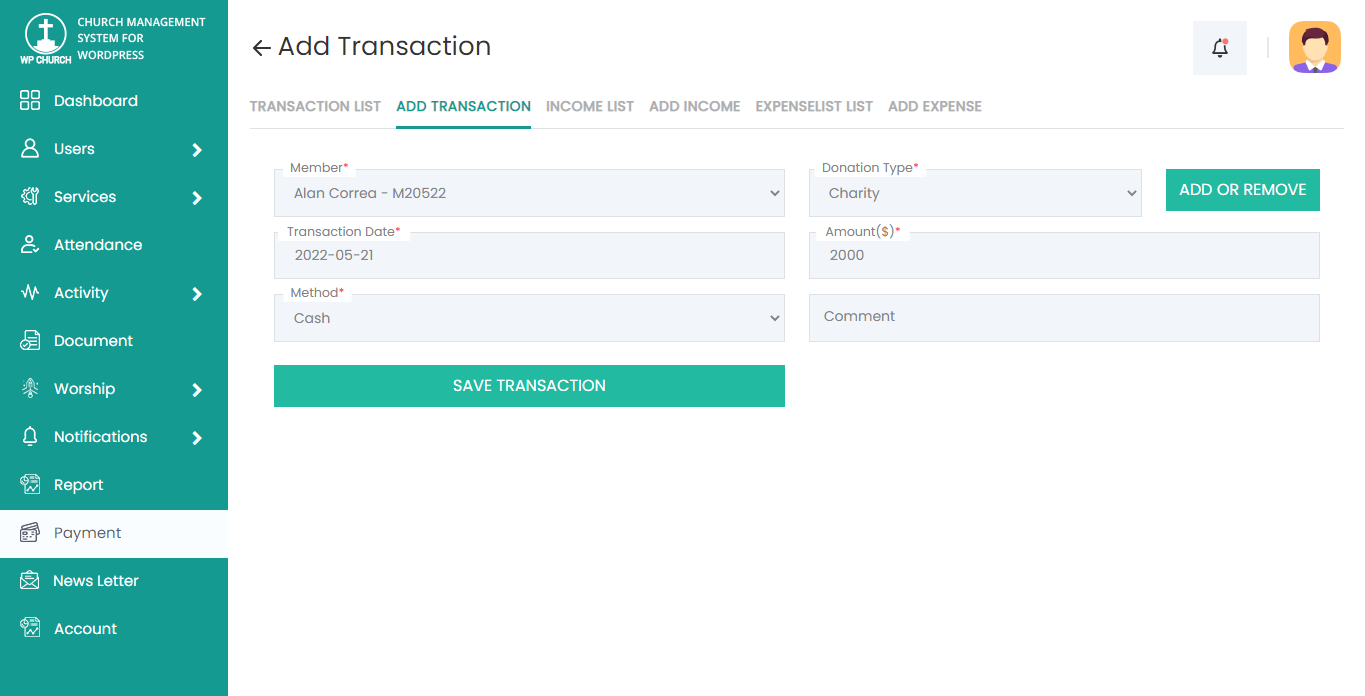 CHURCH MANAGEMENT
SYSTEM FOR
WORDPRESS
WP CHURCH
Dashboard
Users
Services
Attendance
Activity
Document
Worship
Notifications
Report
Payment
News Letter
Account
Add Transaction
TRANSACTION LIST ADD TRANSACTION INCOME LIST ADD INCOME EXPENSELIST LIST ADD EXPENSE
Member* Donation Type*
Alan Correa - M20522 Charity ADD OR REMOVE
Transaction Date* Amount($)*
2022-05-21 2000
Method*
Cash Comment
SAVE TRANSACTION